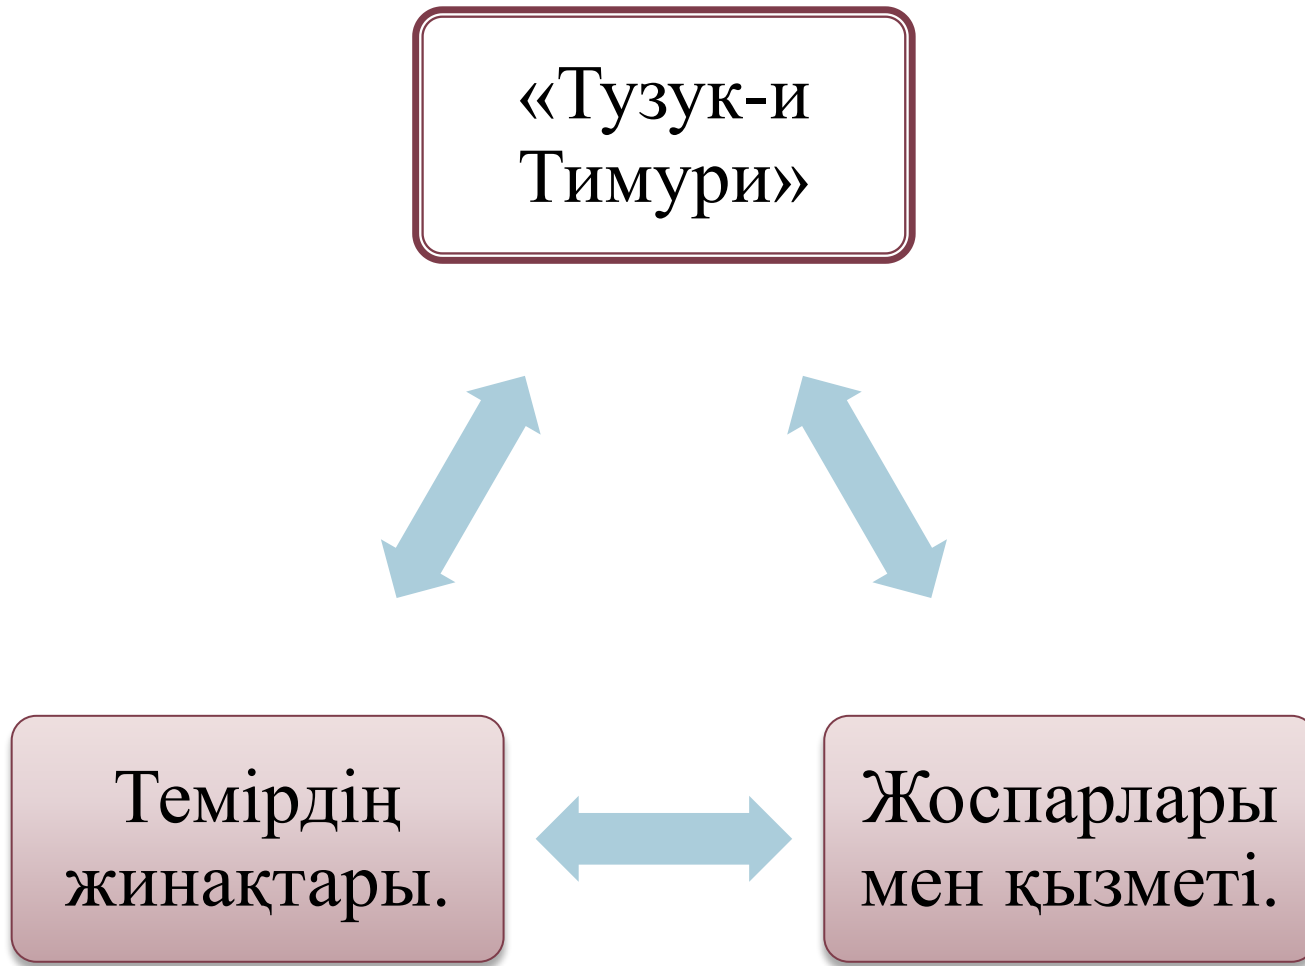 «Тузук-и
Тимури»
Темірдің
жинақтары.
Жоспарлары
мен қызметі.